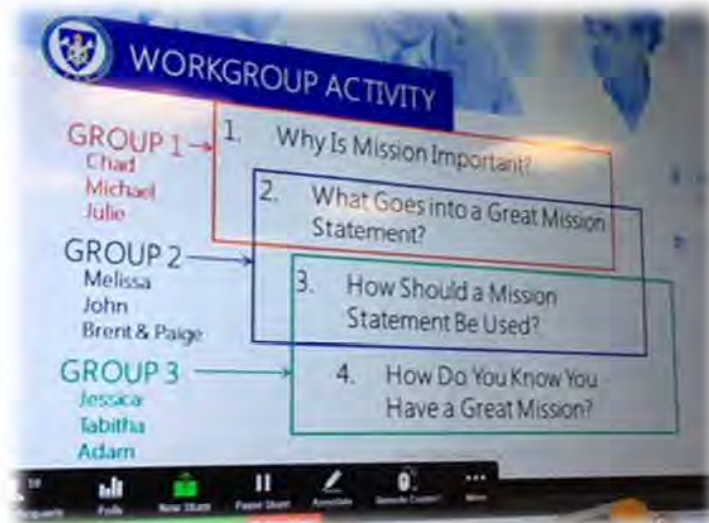 WORKGROUP ACTIVITY
GROUP 1
Chad
Michael
Julie
1. Why Is Mission Important?
2. What Goes into a Great Mission
Statement?
GROUP 2
Melissa
John
Brent & Paige
3. How Should a Mission
Statement Be Used?
GROUP 3
Jessica
Tabitha
Adam
4. How Do You Know You
Have a Great Mission?
Polls
New Share
Pause Share
Annotate
Remote Control
More